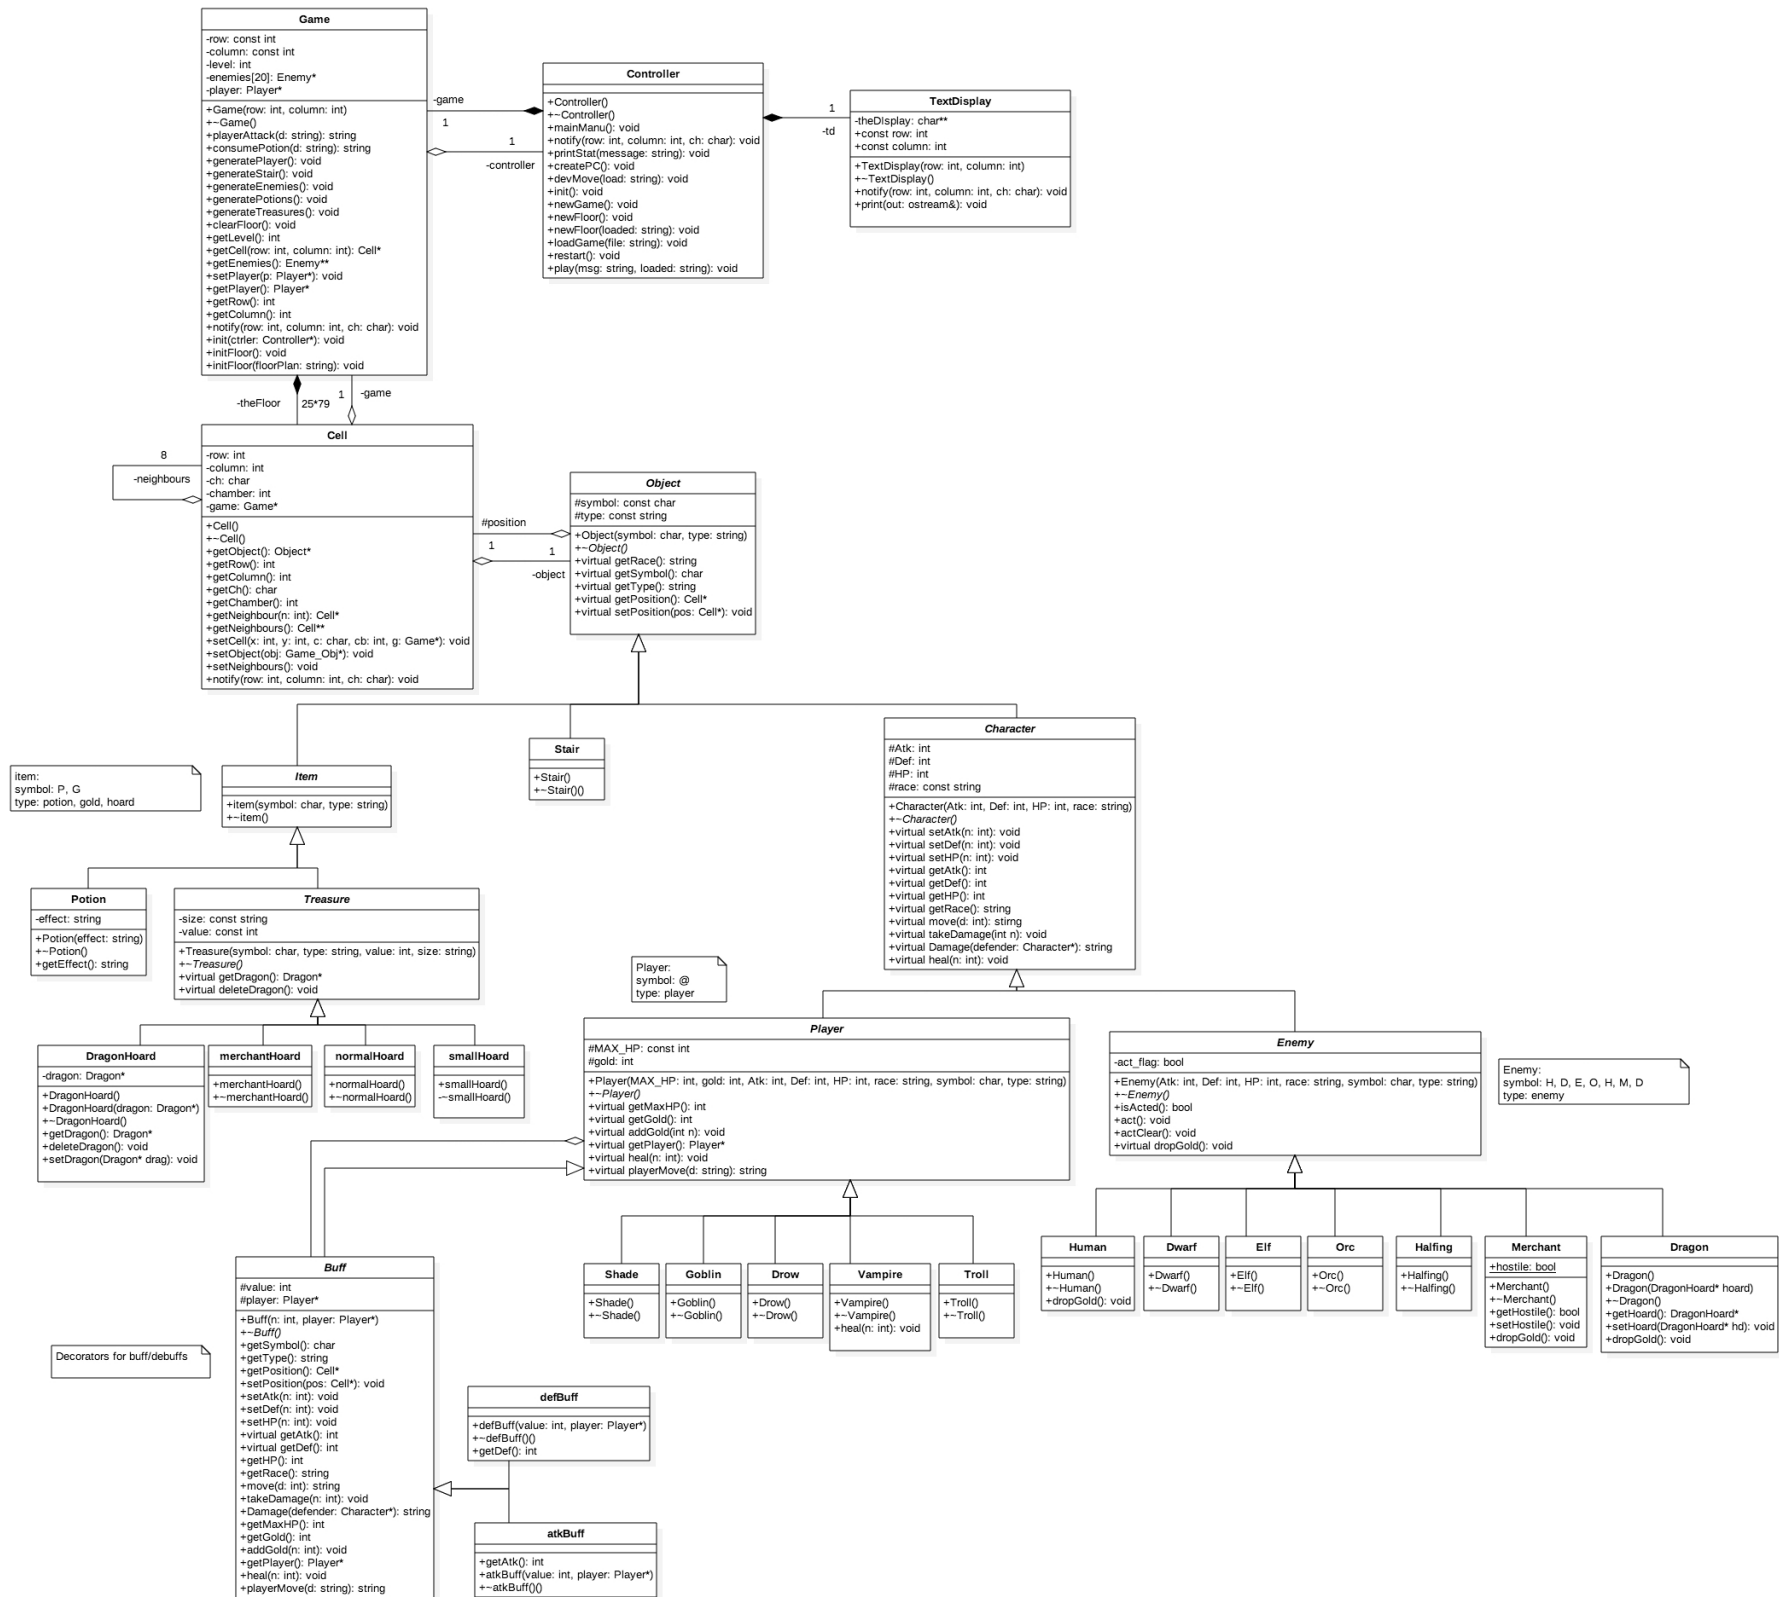 Game
-row: const int
-column: const int
-level: int
-enemies[20]: Enemy*
-player: Player*
+Game(row: int, column: int)
+~Game()
+playerAttack(d: string): string
+consumePotion(d: string): string
+generatePlayer(): void
+generateStair(): void
+generateEnemies(): void
+generatePotions(): void
+generateTreasures(): void
+clearFloor(): void
+getLevel(): int
+getCell(row: int, column: int): Cell*
+getEnemies(): Enemy**
+setPlayer(p: Player*): void
+getPlayer(): Player*
+getRow(): int
+getColumn(): int
+notify(row: int, column: int, ch: char): void
+init(ctrler: Controller*): void
+initFloor(): void
+initFloor(floorPlan: string): void
-game
1
1
-controller
Controller
+Controller()
+~Controller()
+mainManu(): void
+notify(row: int, column: int, ch: char): void
+printStat(message: string): void
+createPC(): void
+devMove(load: string): void
+init(): void
+newGame(): void
+newFloor(): void
+newFloor(loaded: string): void
+loadGame(file: string): void
+restart(): void
+play(msg: string, loaded: string): void
1
-td
TextDisplay
-theDIsplay: char**
+const row: int
+const column: int
+TextDisplay(row: int, column: int)
+~TextDisplay()
+notify(row: int, column: int, ch: char): void
+print(out: ostream&): void
-theFloor
25*79
1
-game
Cell
-row: int
-column: int
-ch: char
-chamber: int
-game: Game*
+Cell()
+~Cell()
+getObject(): Object*
+getRow(): int
+getColumn(): int
+getCh(): char
+getChamber(): int
+getNeighbour(n: int): Cell*
+getNeighbours(): Cell**
+setCell(x: int, y: int, c: char, cb: int, g: Game*): void
+setObject(obj: Game_Obj*): void
+setNeighbours(): void
+notify(row: int, column: int, ch: char): void
8
-neighbours
#position
1
1
-object
Object
#symbol: const char
#type: const string
+Object(symbol: char, type: string)
+~Object()
+virtual getRace(): string
+virtual getSymbol(): char
+virtual getType(): string
+virtual getPosition(): Cell*
+virtual setPosition(pos: Cell*): void
item:
symbol: P, G
type: potion, gold, hoard
Item
+item(symbol: char, type: string)
+~item()
Stair
+Stair()
+~Stair()()
Character
#Atk: int
#Def: int
#HP: int
#race: const string
+Character(Atk: int, Def: int, HP: int, race: string)
+~Character()
+virtual setAtk(n: int): void
+virtual setDef(n: int): void
+virtual setHP(n: int): void
+virtual getAtk(): int
+virtual getDef(): int
+virtual getHP(): int
+virtual getRace(): string
+virtual move(d: int): stirng
+virtual takeDamage(int n): void
+virtual Damage(defender: Character*): string
+virtual heal(n: int): void
Potion
-effect: string
+Potion(effect: string)
+~Potion()
+getEffect(): string
Treasure
-size: const string
-value: const int
+Treasure(symbol: char, type: string, value: int, size: string)
+~Treasure()
+virtual getDragon(): Dragon*
+virtual deleteDragon(): void
DragonHoard
-dragon: Dragon*
+DragonHoard()
+DragonHoard(dragon: Dragon*)
+~DragonHoard()
+getDragon(): Dragon*
+deleteDragon(): void
+setDragon(Dragon* drag): void
merchantHoard
+merchantHoard()
+~merchantHoard()
normalHoard
+normalHoard()
+~normalHoard()
smallHoard
+smallHoard()
-~smallHoard()
Player:
symbol: @
type: player
Player
#MAX_HP: const int
#gold: int
+Player(MAX_HP: int, gold: int, Atk: int, Def: int, HP: int, race: string, symbol: char, type: string)
+~Player()
+virtual getMaxHP(): int
+virtual getGold(): int
+virtual addGold(int n): void
+virtual getPlayer(): Player*
+virtual heal(n: int): void
+virtual playerMove(d: string): string
Enemy
-act_flag: bool
+Enemy(Atk: int, Def: int, HP: int, race: string, symbol: char, type: string)
+~Enemy()
+isActed(): bool
+act(): void
+actClear(): void
+virtual dropGold(): void
Enemy:
symbol: H, D, E, O, H, M, D
type: enemy
Shade
+Shade()
+~Shade()
Goblin
+Goblin()
+~Goblin()
Drow
+Drow()
+~Drow()
Vampire
+Vampire()
+~Vampire()
+heal(n: int): void
Troll
+Troll()
+~Troll()
Human
+Human()
+~Human()
+dropGold(): void
Dwarf
+Dwarf()
+~Dwarf()
Elf
+Elf()
+~Elf()
Orc
+Orc()
+~Orc()
Halfing
+Halfing()
+~Halfing()
Merchant
+hostile: bool
+Merchant()
+~Merchant()
+getHostile(): bool
+setHostile(): void
+dropGold(): void
Dragon
+Dragon()
+Dragon(DragonHoard* hoard)
+~Dragon()
+getHoard(): DragonHoard*
+setHoard(DragonHoard* hd): void
+dropGold(): void
Decorators for buff/debuffs
Buff
#value: int
#player: Player*
+Buff(n: int, player: Player*)
+~Buff()
+getSymbol(): char
+getType(): string
+getPosition(): Cell*
+setPosition(pos: Cell*): void
+setAtk(n: int): void
+setDef(n: int): void
+setHP(n: int): void
+virtual getAtk(): int
+virtual getDef(): int
+getHP(): int
+getRace(): string
+move(d: int): string
+takeDamage(n: int): void
+Damage(defender: Character*): string
+getMaxHP(): int
+getGold(): int
+addGold(n: int): void
+getPlayer(): Player*
+heal(n: int): void
+playerMove(d: string): string
defBuff
+defBuff(value: int, player: Player*)
+~defBuff()()
+getDef(): int
atkBuff
+getAtk(): int
+atkBuff(value: int, player: Player*)
+~atkBuff()()